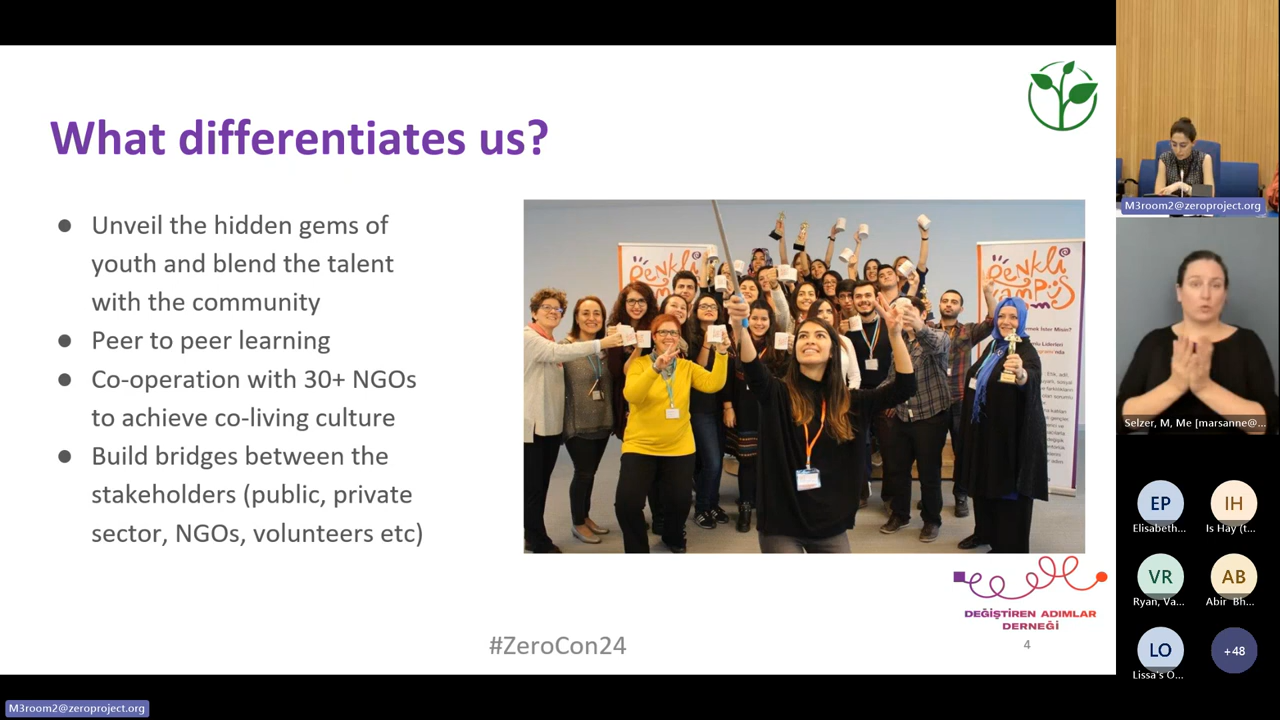 What differentiates us?
● Unveil the hidden gems of
youth and blend the talent
with the community
● Peer to peer learning
● Co-operation with 30+ NGOs
to achieve co-living culture
● Build bridges between the
stakeholders (public, private
sector, NGOs, volunteers etc)
RENKLİ
KAMPÜS
DEĞİŞTİREN ADIMLAR
DERNEĞİ
#ZeroCon24
4
M3room2@zeroproject.org
Selzer, M, Me [marsanne@...
EP
IH
Elisabeth...
Is Hay (t...
VR
AB
Ryan, Va...
Abir Bh...
LO
+48
Lissa's O...
M3room2@zeroproject.org